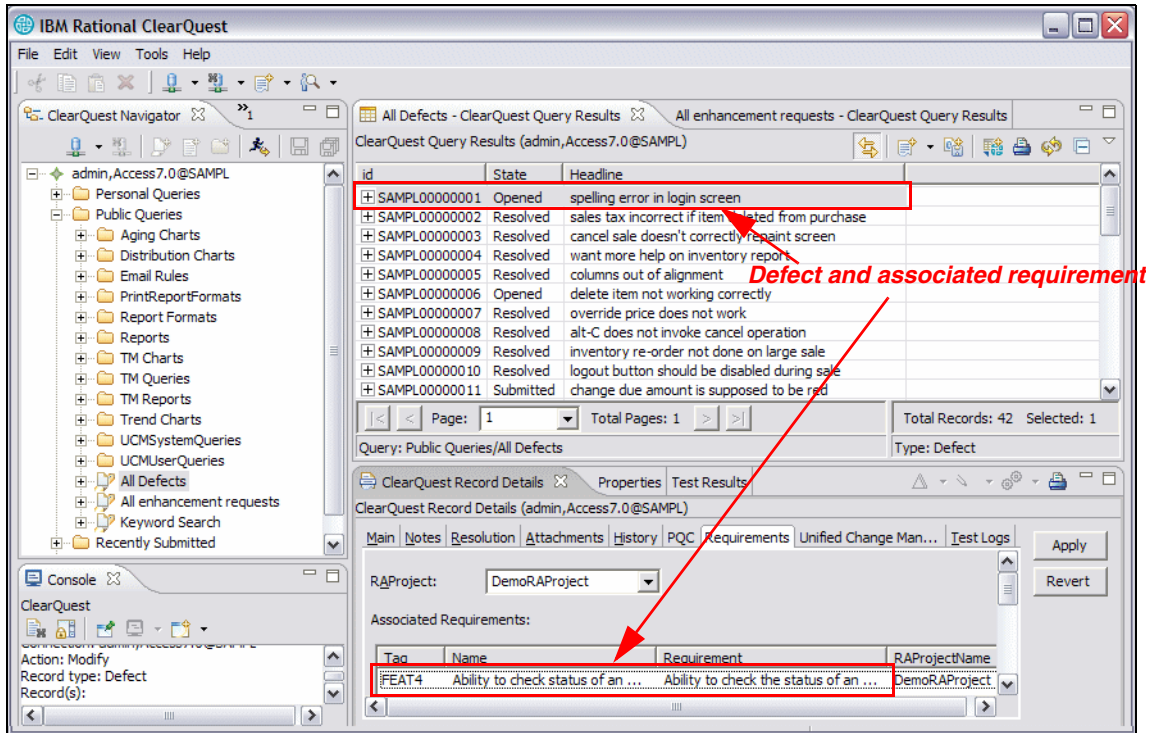 IBM Rational ClearQuest
File Edit View Tools Help
ClearQuest Navigator
»1
admin,Access7.0@SAMPL
Personal Queries
Public Queries
Aging Charts
Distribution Charts
Email Rules
PrintReportFormats
Report Formats
Reports
TM Charts
TM Queries
TM Reports
Trend Charts
UCMSystemQueries
UCMUserQueries
All Defects
All enhancement requests
Keyword Search
Recently Submitted
Console
ClearQuest
Action: Modify
Record type: Defect
Record(s):
All Defects - ClearQuest Query Results
All enhancement requests - ClearQuest Query Results
ClearQuest Query Results (admin,Access7.0@SAMPL)
id State Headline
SAMPL00000001 Opened spelling error in login screen
SAMPL00000002 Resolved sales tax incorrect if item deleted from purchase
SAMPL00000003 Resolved cancel sale doesn't correctly repaint screen
SAMPL00000004 Resolved want more help on inventory report
SAMPL00000005 Resolved columns out of alignment
SAMPL00000006 Opened delete item not working correctly
SAMPL00000007 Resolved override price does not work
SAMPL00000008 Resolved alt-C does not invoke cancel operation
SAMPL00000009 Resolved inventory re-order not done on large sale
SAMPL00000010 Resolved logout button should be disabled during sale
SAMPL00000011 Submitted change due amount is supposed to be red
Defect and associated requirement
Page: 1 Total Pages: 1
Total Records: 42 Selected: 1
Query: Public Queries/All Defects
Type: Defect
ClearQuest Record Details Properties Test Results
ClearQuest Record Details (admin,Access7.0@SAMPL)
Main Notes Resolution Attachments History PQC Requirements Unified Change Man... Test Logs
Apply
Revert
RAProject: DemoRAProject
Associated Requirements:
Tag Name Requirement RAProjectName
FEAT4 Ability to check status of an ... Ability to check the status of an ... DemoRAProject